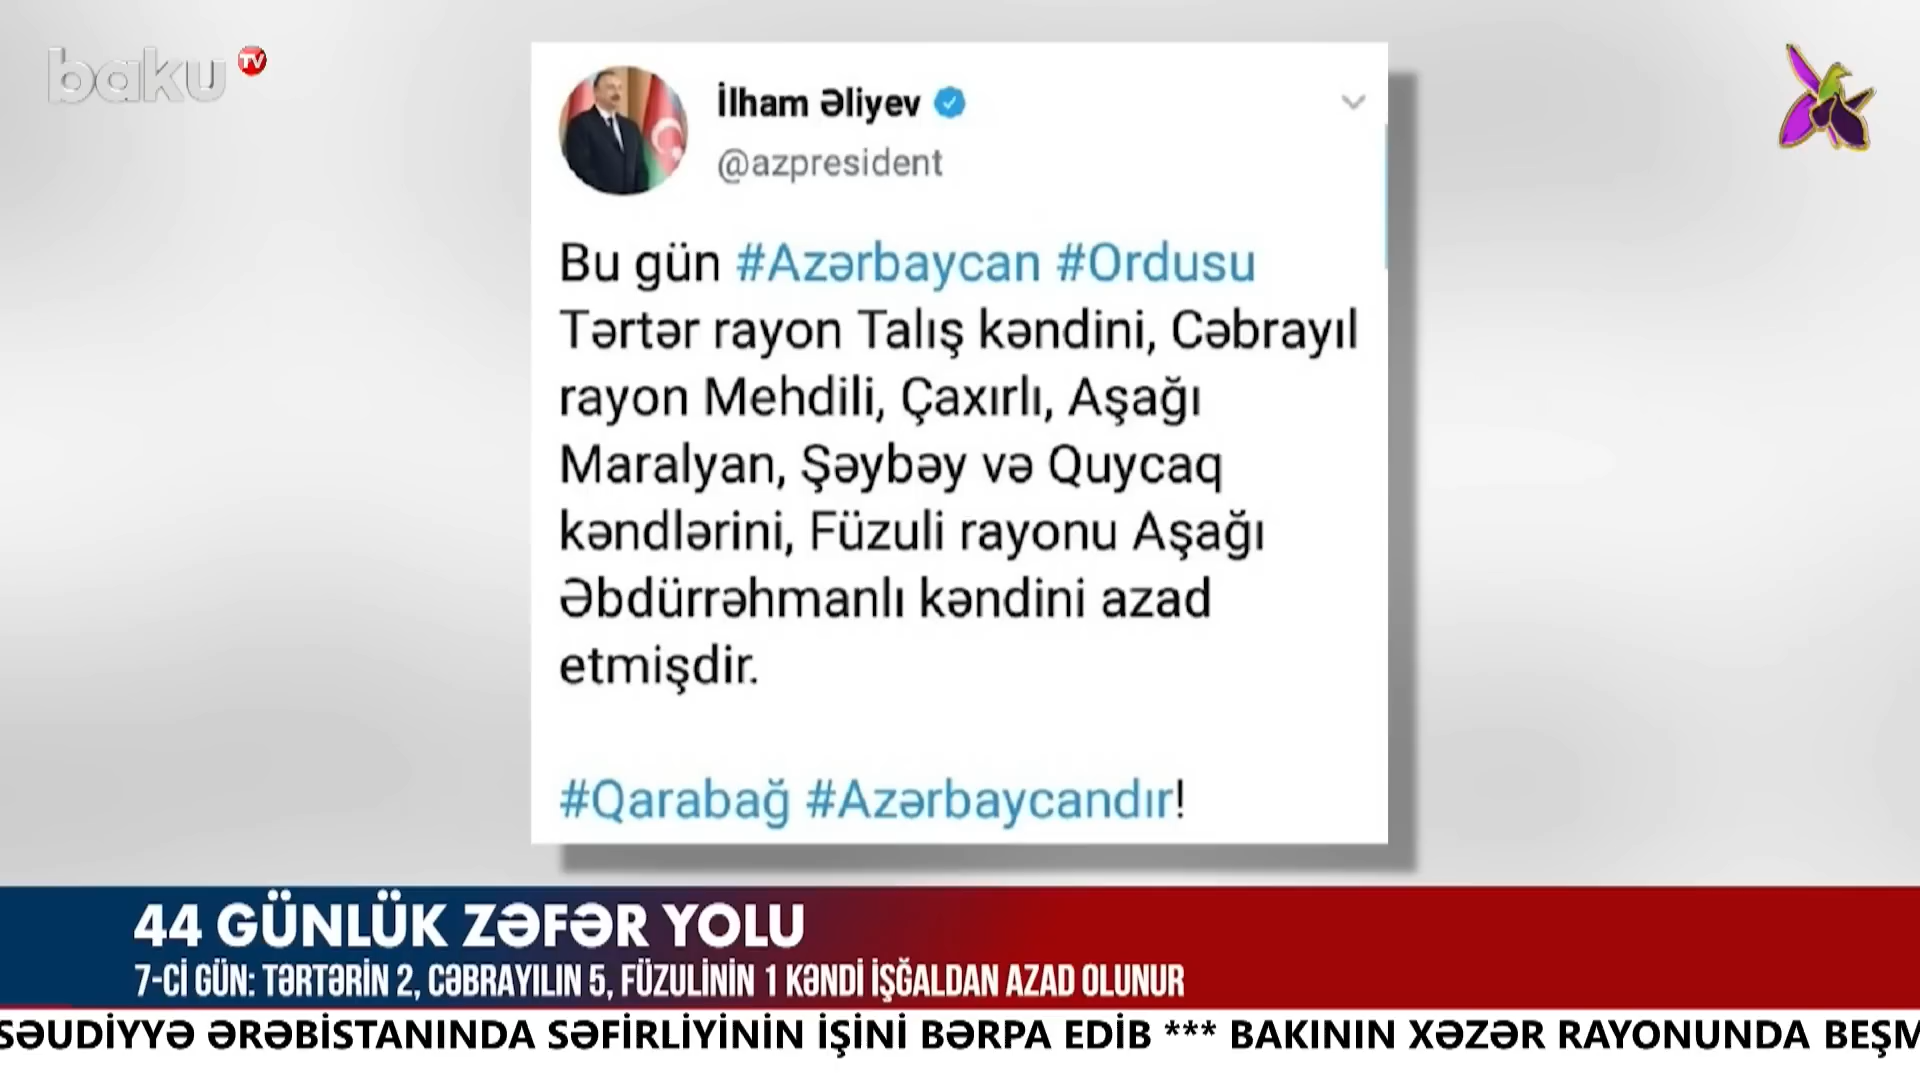 baku TV
İlham Əliyev
@azpresident
Bu gün #Azərbaycan #Ordusu
Tərtər rayon Talış kəndini, Cəbrayıl
rayon Mehdili, Çaxırlı, Aşağı
Maralyan, Şəybəy və Quycaq
kəndlərini, Füzuli rayonu Aşağı
Əbdürrəhmanlı kəndini azad
etmişdir.
#Qarabağ #Azərbaycandır!
44 GÜNLÜK ZƏFƏR YOLU
7-Cİ GÜN: TƏRTƏRİN 2, CƏBRAYILIN 5, FÜZULİNİN 1 KƏNDİ İŞĞALDAN AZAD OLUNUR
SƏUDİYYƏ ƏRƏBİSTANINDA SƏFİRLİYİNİN İŞİNİ BƏRPA EDİB *** BAKININ XƏZƏR RAYONUNDA BEŞM